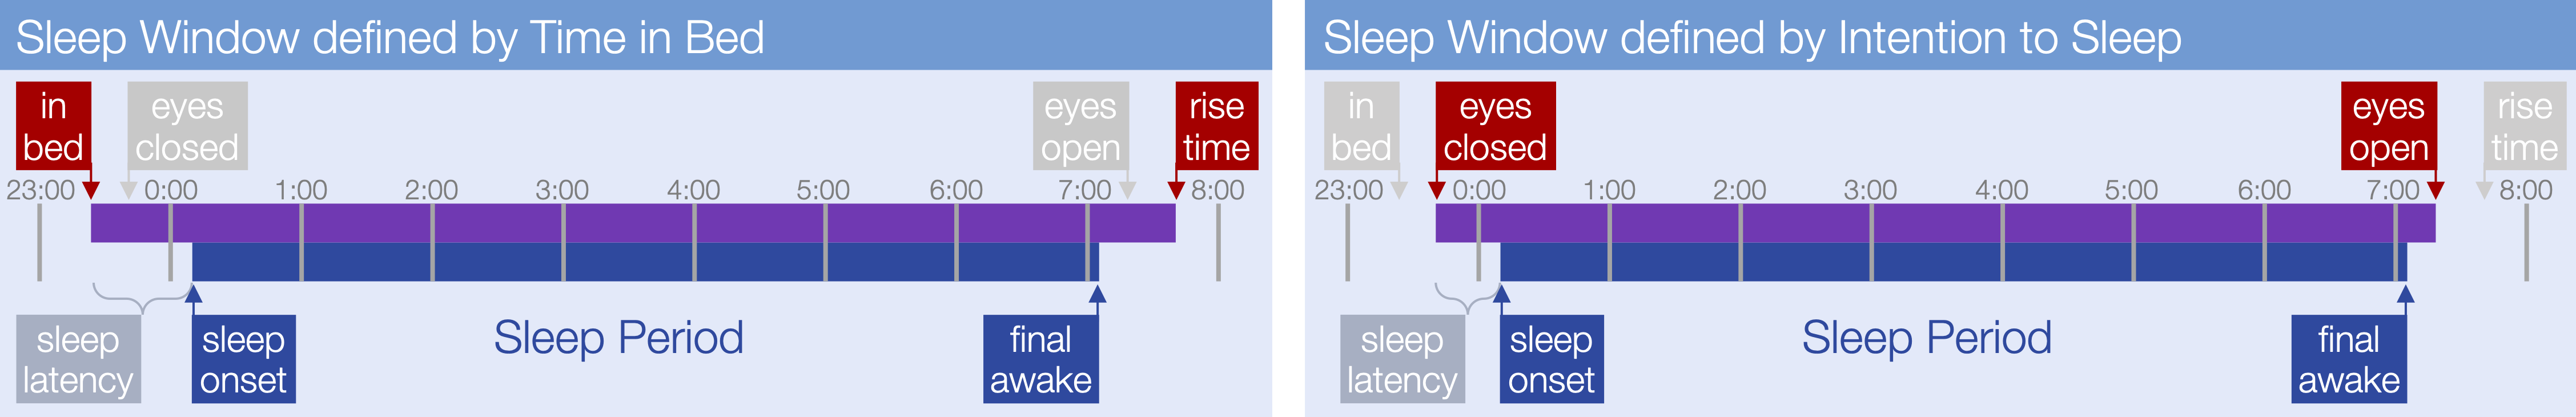 Sleep Window defined by Time in Bed
in
bed
eyes
closed
eyes
open
rise
time
23:00 0:00 1:00 2:00 3:00 4:00 5:00 6:00 7:00 8:00
sleep
latency
sleep
onset
Sleep Period
final
awake
Sleep Window defined by Intention to Sleep
in
bed
eyes
closed
eyes
open
rise
time
23:00 0:00 1:00 2:00 3:00 4:00 5:00 6:00 7:00 8:00
sleep
latency
sleep
onset
Sleep Period
final
awake